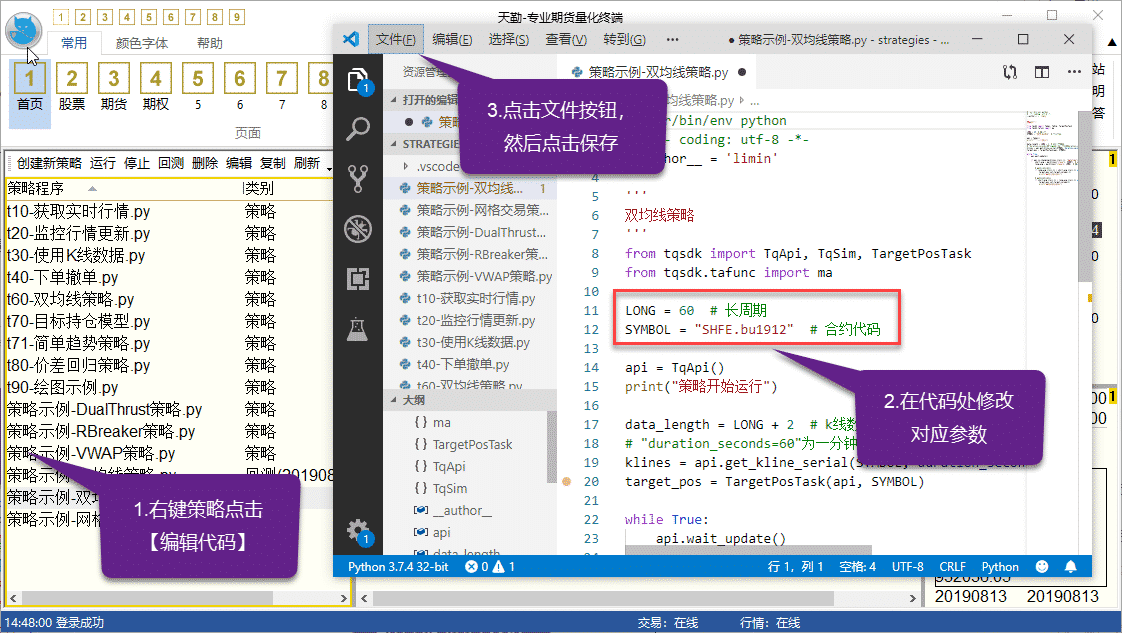 天勤-专业期货量化终端
1 2 3 4 5 6 7 8 9
常用 颜色字体 帮助
1 2 3 4 5 6 7 8
首页 股票 期货 期权 5 6 7 8
页面
创建新策略 运行 停止 回测 删除 编辑 复制 刷新
策略程序 类别
t10-获取实时行情.py 策略
t20-监控行情更新.py 策略
t30-使用K线数据.py 策略
t40-下单撤单.py 策略
t60-双均线策略.py 策略
t70-目标持仓模型.py 策略
t71-简单趋势策略.py 策略
t80-价差回归策略.py 策略
t90-绘图示例.py 策略
策略示例-DualThrust策略.py 策略
策略示例-RBreaker策略.py 策略
策略示例-VWAP策略.py 策略
均线策略.py 回测(2019080
策略示例-双均
策略示例-网格
1.右键策略点击
【编辑代码】
文件(F) 编辑(E) 选择(S) 查看(V) 转到(G) ···
● 策略示例-双均线策略.py - strategies - ...
资源管理
策略示例-双均线策略.py ●
打开的编辑
策略
STRATEGIE
.vscode
策略示例-双均线... 1
策略示例-网格交易策...
策略示例-DualThrust...
策略示例-RBreaker策...
策略示例-VWAP策略.py
t10-获取实时行情.py
t20-监控行情更新.py
t30-使用K线数据.py
t40-下单撤单.py
t60-双均线策略.py
大纲
{} ma
{} TargetPosTask
{} TqApi
{} TqSim
__author__
api
data_length
1
1
3.点击文件按钮，
然后点击保存
线策略.py ...
r/bin/env python
coding: utf-8 -*-
hor__ = 'limin'
4
5 '''
6 双均线策略
7 '''
8 from tqsdk import TqApi, TqSim, TargetPosTask
9 from tqsdk.tafunc import ma
10
11 LONG = 60 # 长周期
12 SYMBOL = "SHFE.bu1912" # 合约代码
13
14 api = TqApi()
15 print("策略开始运行")
16
17 data_length = LONG + 2 # k线数
18 # "duration_seconds=60"为一分钟
19 klines = api.get_kline_serial(SYMBOL, duration_secon
20 target_pos = TargetPosTask(api, SYMBOL)
21
22 while True:
23 api.wait_update()
2.在代码处修改
对应参数
Python 3.7.4 32-bit 0 1 行 1，列 1 空格: 4 UTF-8 CRLF Python
站
明
答
1
0
4
0
0
00 1
00
20190813 20190813
14:48:00 登录成功 交易：在线 行情：在线